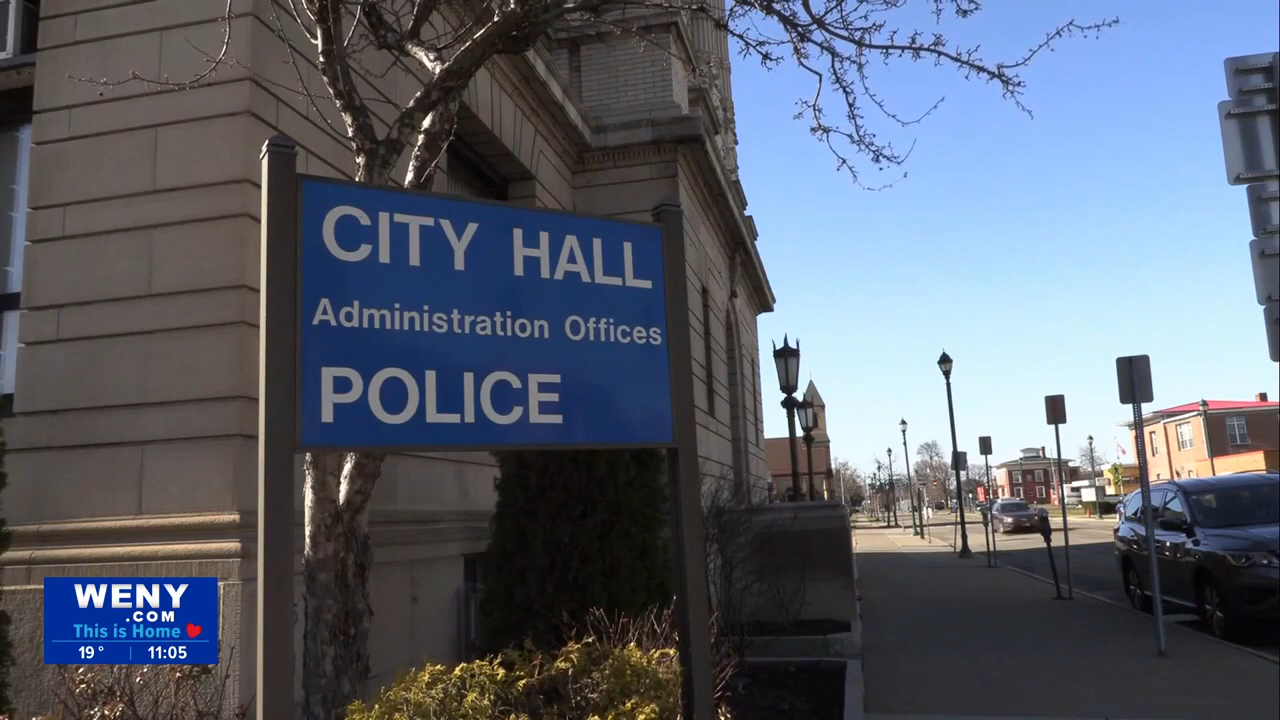 CITY HALL
Administration Offices
POLICE
WENY
.COM
This is Home
19° | 11:05